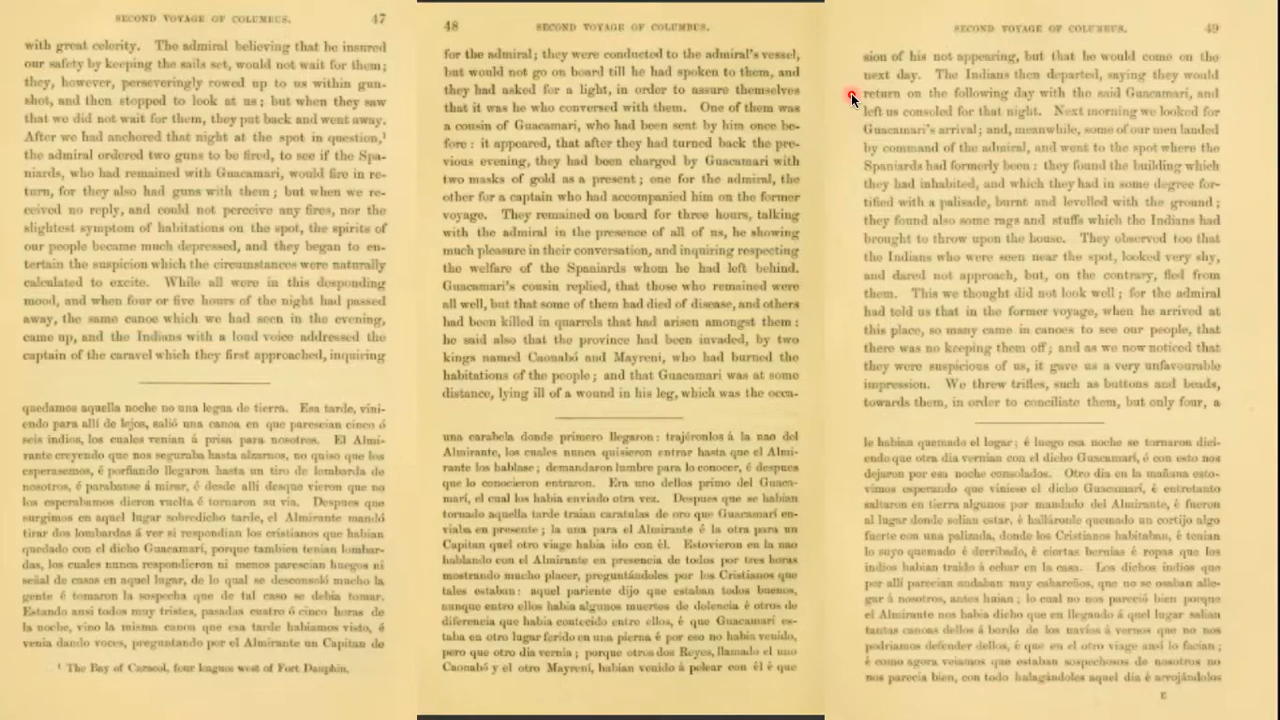 SECOND VOYAGE OF COLUMBUS. 47
with great celerity. The admiral believing that he insured
our safety by keeping the sails set, would not wait for them;
they, however, perseveringly rowed up to us within gun-
shot, and then stopped to look at us; but when they saw
that we did not wait for them, they put back and went away.
After we had anchored that night at the spot in question,¹
the admiral ordered two guns to be fired, to see if the Spa-
niards, who had remained with Guacamari, would fire in re-
turn, for they also had guns with them; but when we re-
ceived no reply, and could not perceive any fires, nor the
slightest symptom of habitations on the spot, the spirits of
our people became much depressed, and they began to en-
tertain the suspicion which the circumstances were naturally
calculated to excite. While all were in this desponding
mood, and when four or five hours of the night had passed
away, the same canoe which we had seen in the evening,
came up, and the Indians with a loud voice addressed the
captain of the caravel which they first approached, inquiring
quedamos aquella noche no una legua de tierra. Esa tarde, vini-
endo para allí de lejos, salió una canoa en que parescian cinco ó
seis indios, los cuales venian á prisa para nosotros. El Almi-
rante creyendo que nos seguraba hasta alzarnos, no quiso que los
esperasemos, é porfiando llegaron hasta un tiro de lombarda de
nosotros, é parabanse á mirar, é desde allí desque vieron que no
los esperabamos dieron vuelta é tornaron su via. Despues que
surgimos en aquel lugar sobredicho tarde, el Almirante mandó
tirar dos lombardas á ver si respondian los cristianos que habian
quedado con el dicho Guacamarí, porque tambien tenian lombar-
das, los cuales nunca respondieron ni menos parescian huegos ni
señal de casas en aquel lugar, de lo qual se desconsoló mucho la
gente é tomaron la sospecha que de tal caso se debia tomar.
Estando ansi todos muy tristes, pasadas cuatro ó cinco horas de
la noche, vino la misma canoa que esa tarde habiamos visto, é
venia dando voces, preguntando por el Almirante un Capitan de
¹ The Bay of Caracol, four leagues west of Fort Dauphin.
48 SECOND VOYAGE OF COLUMBUS.
for the admiral; they were conducted to the admiral's vessel,
but would not go on board till he had spoken to them, and
they had asked for a light, in order to assure themselves
that it was he who conversed with them. One of them was
a cousin of Guacamari, who had been sent by him once be-
fore: it appeared, that after they had turned back the pre-
vious evening, they had been charged by Guacamari with
two masks of gold as a present; one for the admiral, the
other for a captain who had accompanied him on the former
voyage. They remained on board for three hours, talking
with the admiral in the presence of all of us, he showing
much pleasure in their conversation, and inquiring respecting
the welfare of the Spaniards whom he had left behind.
Guacamari's cousin replied, that those who remained were
all well, but that some of them had died of disease, and others
had been killed in quarrels that had arisen amongst them:
he said also that the province had been invaded, by two
kings named Caonabó and Mayreni, who had burned the
habitations of the people; and that Guacamari was at some
distance, lying ill of a wound in his leg, which was the occa-
una carabela donde primero llegaron: trajéronlos á la nao del
Almirante, los cuales nunca quisieron entrar hasta que el Almi-
rante los hablase; demandaron lumbre para lo conocer, é despues
que lo conocieron entraron. Era uno dellos primo del Guaca-
marí, el cual los habia enviado otra vez. Despues que se habian
tornado aquella tarde traian caratulas de oro que Guacamarí en-
viaba en presente; la una para el Almirante é la otra para un
Capitan quel otro viage habia ido con él. Estovieron en la nao
hablando con el Almirante en presencia de todos por tres horas
mostrando mucho placer, preguntándoles por los Cristianos que
tales estaban: aquel pariente dijo que estaban todos buenos,
aunque entre ellos habia algunos muertos de dolencia é otros de
diferencia que habia contecido entre ellos, é que Guacamarí es-
taba en otro lugar ferido en una pierna é por eso no habia venido,
pero que otro dia vernia; porque otros dos Reyes, llamado el uno
Caonabó y el otro Mayrení, habian venido á pelear con él é que
SECOND VOYAGE OF COLUMBUS. 49
sion of his not appearing, but that he would come on the
next day. The Indians then departed, saying they would
return on the following day with the said Guacamari, and
left us consoled for that night. Next morning we looked for
Guacamari's arrival; and, meanwhile, some of our men landed
by command of the admiral, and went to the spot where the
Spaniards had formerly been: they found the building which
they had inhabited, and which they had in some degree for-
tified with a palisade, burnt and levelled with the ground;
they found also some rags and stuffs which the Indians had
brought to throw upon the house. They observed too that
the Indians who were seen near the spot, looked very shy,
and dared not approach, but, on the contrary, fled from
them. This we thought did not look well; for the admiral
had told us that in the former voyage, when he arrived at
this place, so many came in canoes to see our people, that
there was no keeping them off; and as we now noticed that
they were suspicious of us, it gave us a very unfavourable
impression. We threw trifles, such as buttons and beads,
towards them, in order to conciliate them, but only four, a
le habian quemado el logar; é luego esa noche se tornaron dici-
endo que otra dia vernian con el dicho Guacamarí, é con esto nos
dejaron por esa noche consolados. Otro dia en la mañana esto-
vimos esperando que viniese el dicho Guacamarí, é entretanto
saltaron en tierra algunos por mandado del Almirante, é fueron
al lugar donde solian estar, é halláronle quemado un cortijo algo
fuerte con una palizada, donde los Cristianos habitaban, é tenian
lo suyo quemado é derribado, é ciertas bernias é ropas que los
indios habian traido á echar en la casa. Los dichos indios que
por allí parecian andaban muy cahareños, que no se osaban alle-
gar á nosotros, antes huian; lo cual no nos pareció bien porque
el Almirante nos habia dicho que en llegando á quel lugar salian
tantas canoas dellos á bordo de los navíos á vernos que no nos
podriamos defender dellos, é que en el otro viage ansi lo facian;
é como agora veiamos que estaban sospechosos de nosotros no
nos parecia bien, con todo halagándoles aquel dia é arrojándolos
E